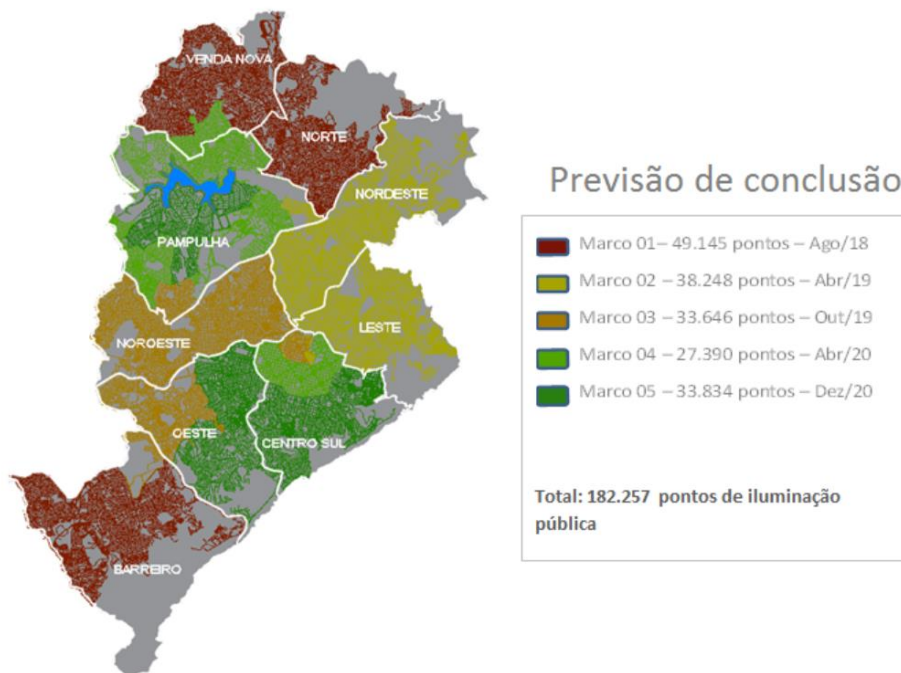 VENDA NOVA
NORTE
NORDESTE
PAMPULHA
LESTE
NOROESTE
OESTE
CENTRO SUL
BARREIRO
Previsão de conclusão
Marco 01– 49.145 pontos – Ago/18
Marco 02 – 38.248 pontos – Abr/19
Marco 03 – 33.646 pontos – Out/19
Marco 04 – 27.390 pontos – Abr/20
Marco 05 – 33.834 pontos – Dez/20
Total: 182.257 pontos de iluminação
pública